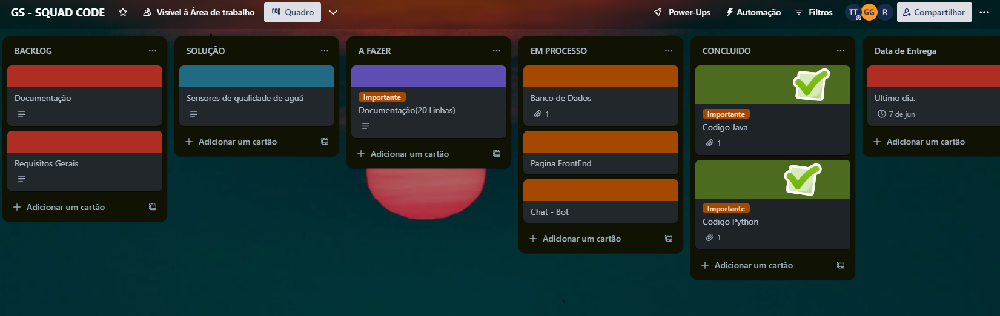 GS - SQUAD CODE
Visível à Área de trabalho
Quadro
Power-Ups
Automação
Filtros
TT
GG
R
Compartilhar
BACKLOG
Documentação
Requisitos Gerais
Adicionar um cartão
SOLUÇÃO
Sensores de qualidade de aguá
Adicionar um cartão
A FAZER
Importante
Documentação(20 Linhas)
Adicionar um cartão
EM PROCESSO
Banco de Dados
1
Pagina FrontEnd
Chat - Bot
Adicionar um cartão
CONCLUIDO
Importante
Codigo Java
1
Importante
Codigo Python
1
Adicionar um cartão
Data de Entrega
Ultimo dia.
7 de jun
Adicionar um cartão